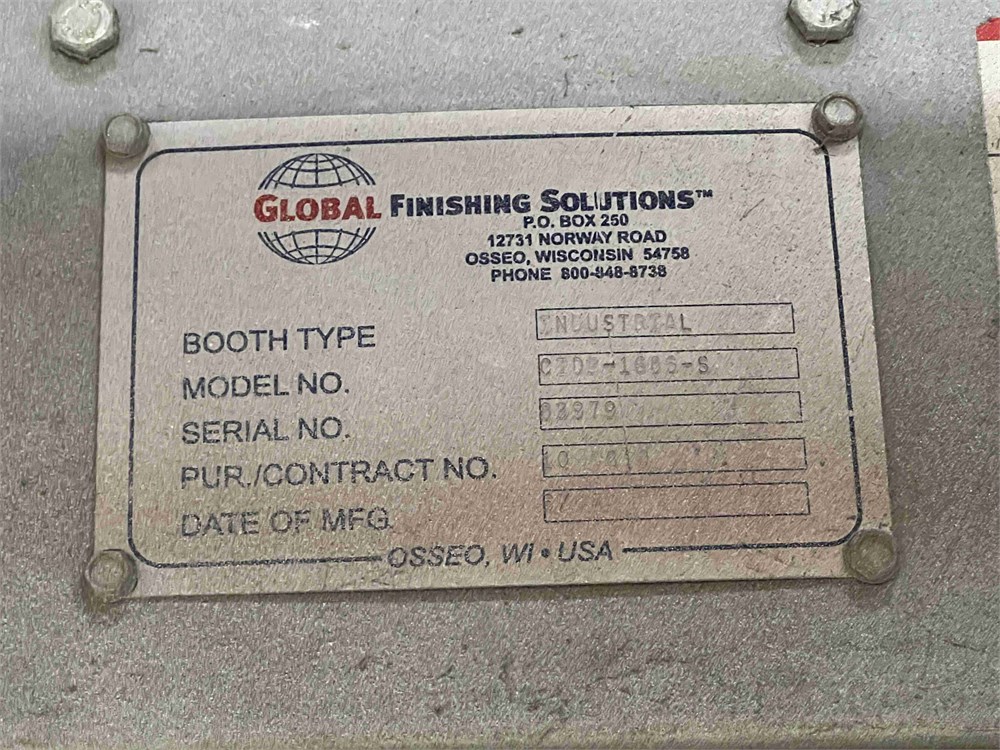 GLOBAL FINISHING SOLUTIONS™
P.O. BOX 250
12731 NORWAY ROAD
OSSEO, WISCONSIN 54758
PHONE 800-848-8738
BOOTH TYPE INDUSTRIAL
MODEL NO.
SERIAL NO.
PUR./CONTRACT NO.
DATE OF MFG.
OSSEO, WI • USA